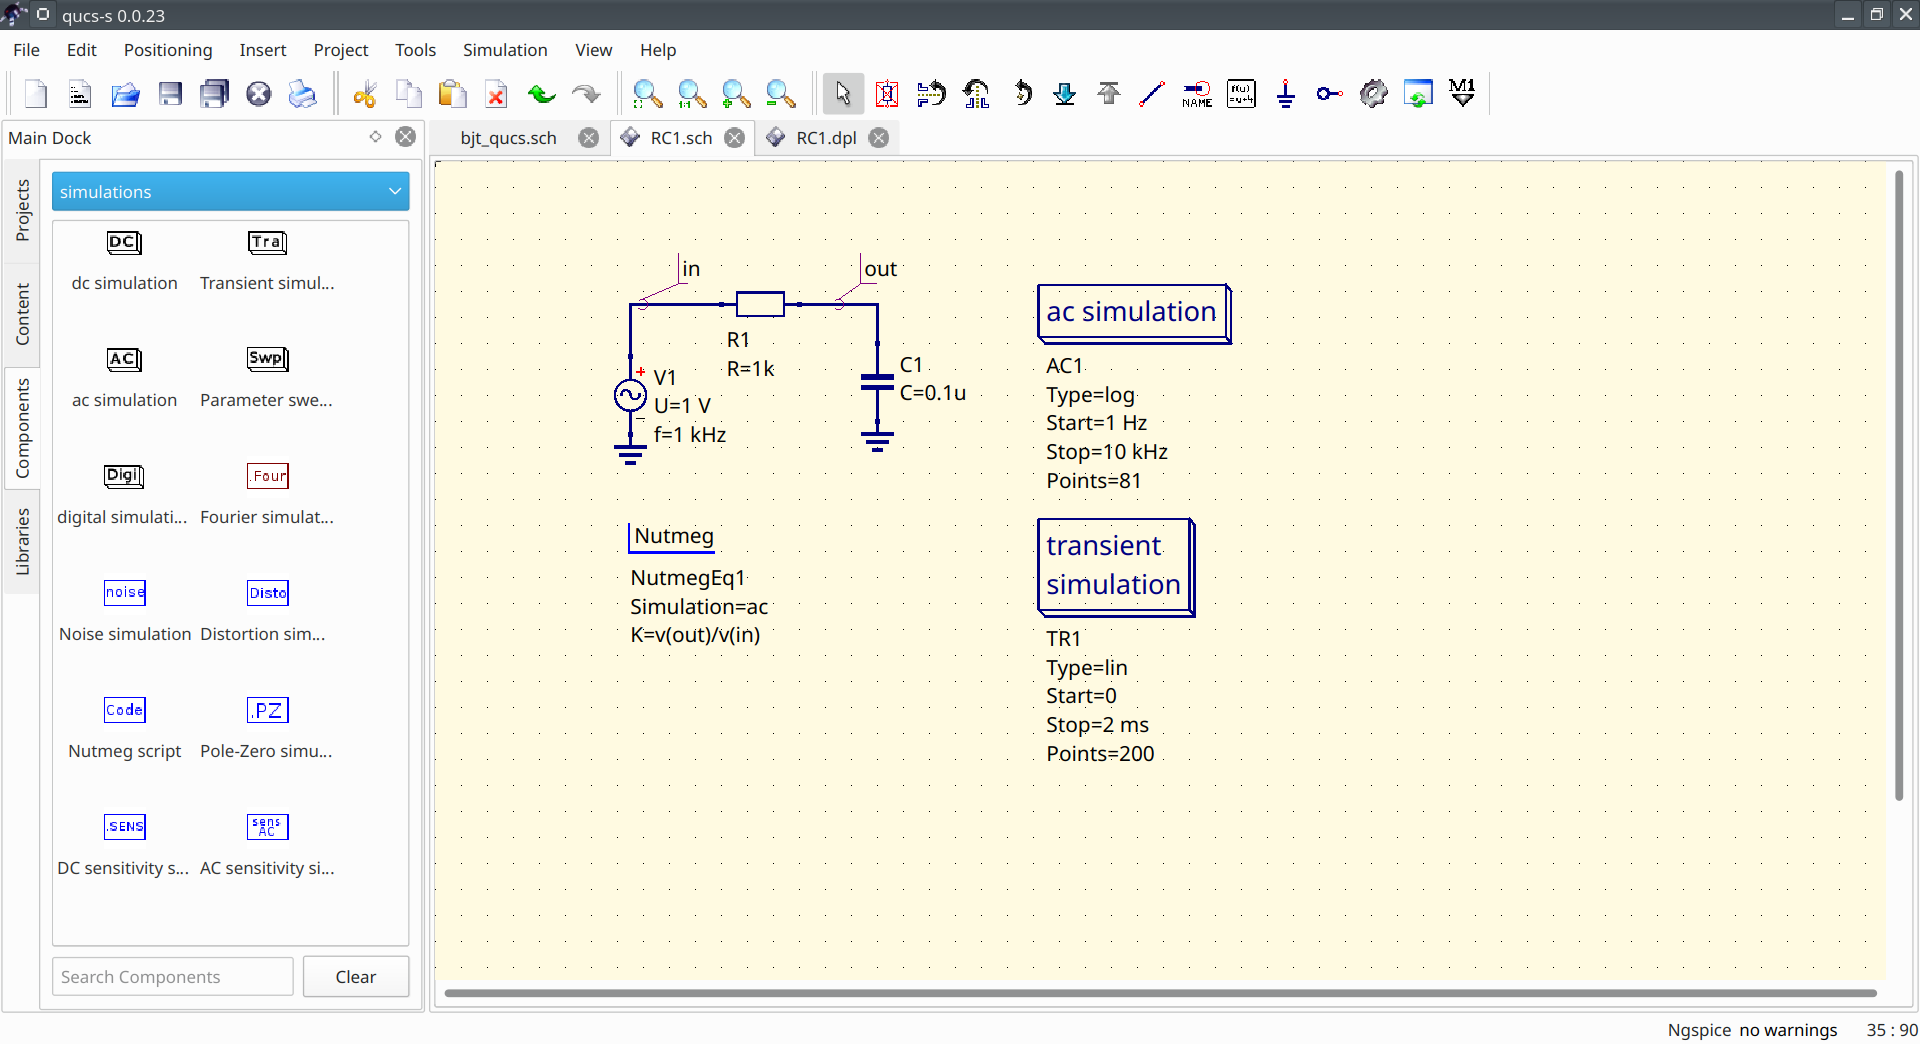 qucs-s 0.0.23
File Edit Positioning Insert Project Tools Simulation View Help
NAME
f(u)
M1
Main Dock
bjt_qucs.sch RC1.sch RC1.dpl
Projects
Content
Components
Libraries
simulations
DC Tra
dc simulation Transient simul...
AC Swp
ac simulation Parameter swe...
Digi .Four
digital simulati... Fourier simulat...
noise Disto
Noise simulation Distortion sim...
Code .PZ
Nutmeg script Pole-Zero simu...
.SENS sens AC
DC sensitivity s... AC sensitivity si...
Search Components Clear
in
out
R1
R=1k
+
V1
U=1 V
f=1 kHz
C1
C=0.1u
Nutmeg
NutmegEq1
Simulation=ac
K=v(out)/v(in)
ac simulation
AC1
Type=log
Start=1 Hz
Stop=10 kHz
Points=81
transient
simulation
TR1
Type=lin
Start=0
Stop=2 ms
Points=200
Ngspice no warnings 35 : 90